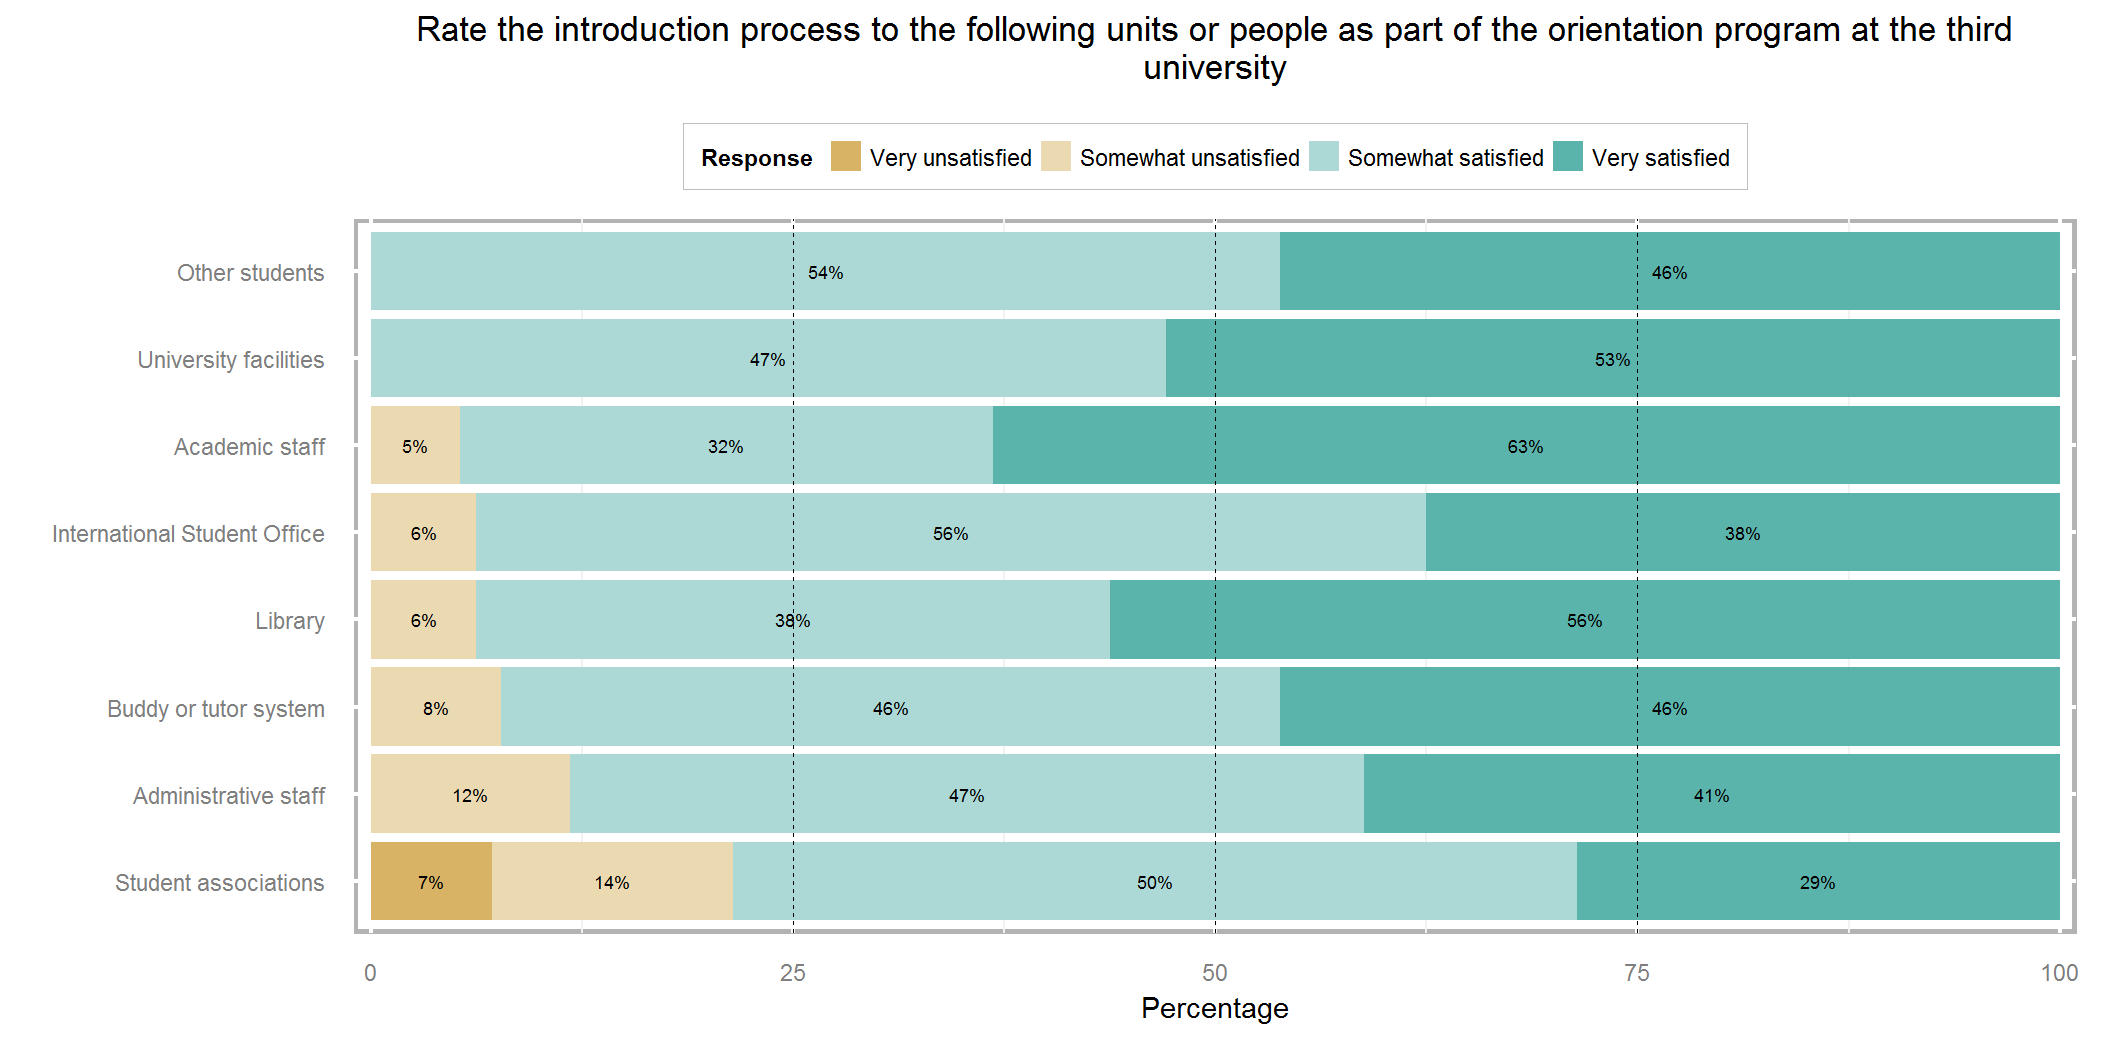 Rate the introduction process to the following units or people as part of the orientation program at the third
university
Response Very unsatisfied Somewhat unsatisfied Somewhat satisfied Very satisfied
Other students 54% 46%
University facilities 47% 53%
Academic staff 5% 32% 63%
International Student Office 6% 56% 38%
Library 6% 38% 56%
Buddy or tutor system 8% 46% 46%
Administrative staff 12% 47% 41%
Student associations 7% 14% 50% 29%
0 25 50 75 100
Percentage